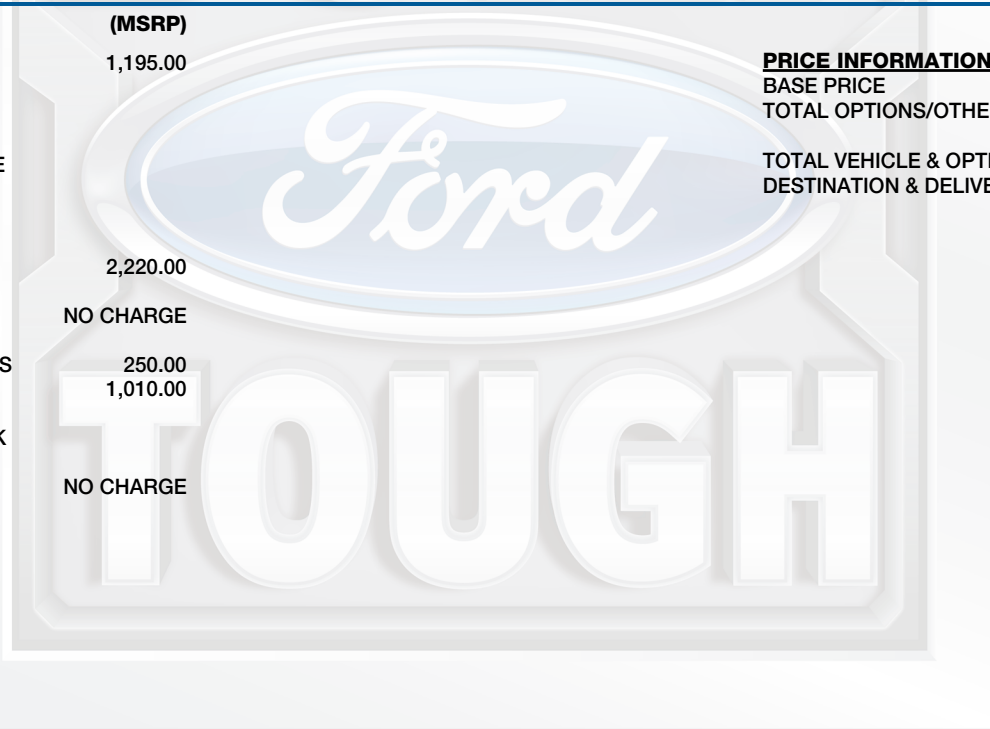 (MSRP)
1,195.00
E
2,220.00
NO CHARGE
S 250.00
1,010.00
K
NO CHARGE
PRICE INFORMATION
BASE PRICE
TOTAL OPTIONS/OTHE
TOTAL VEHICLE & OPTI
DESTINATION & DELIVE
Ford
TOUGH